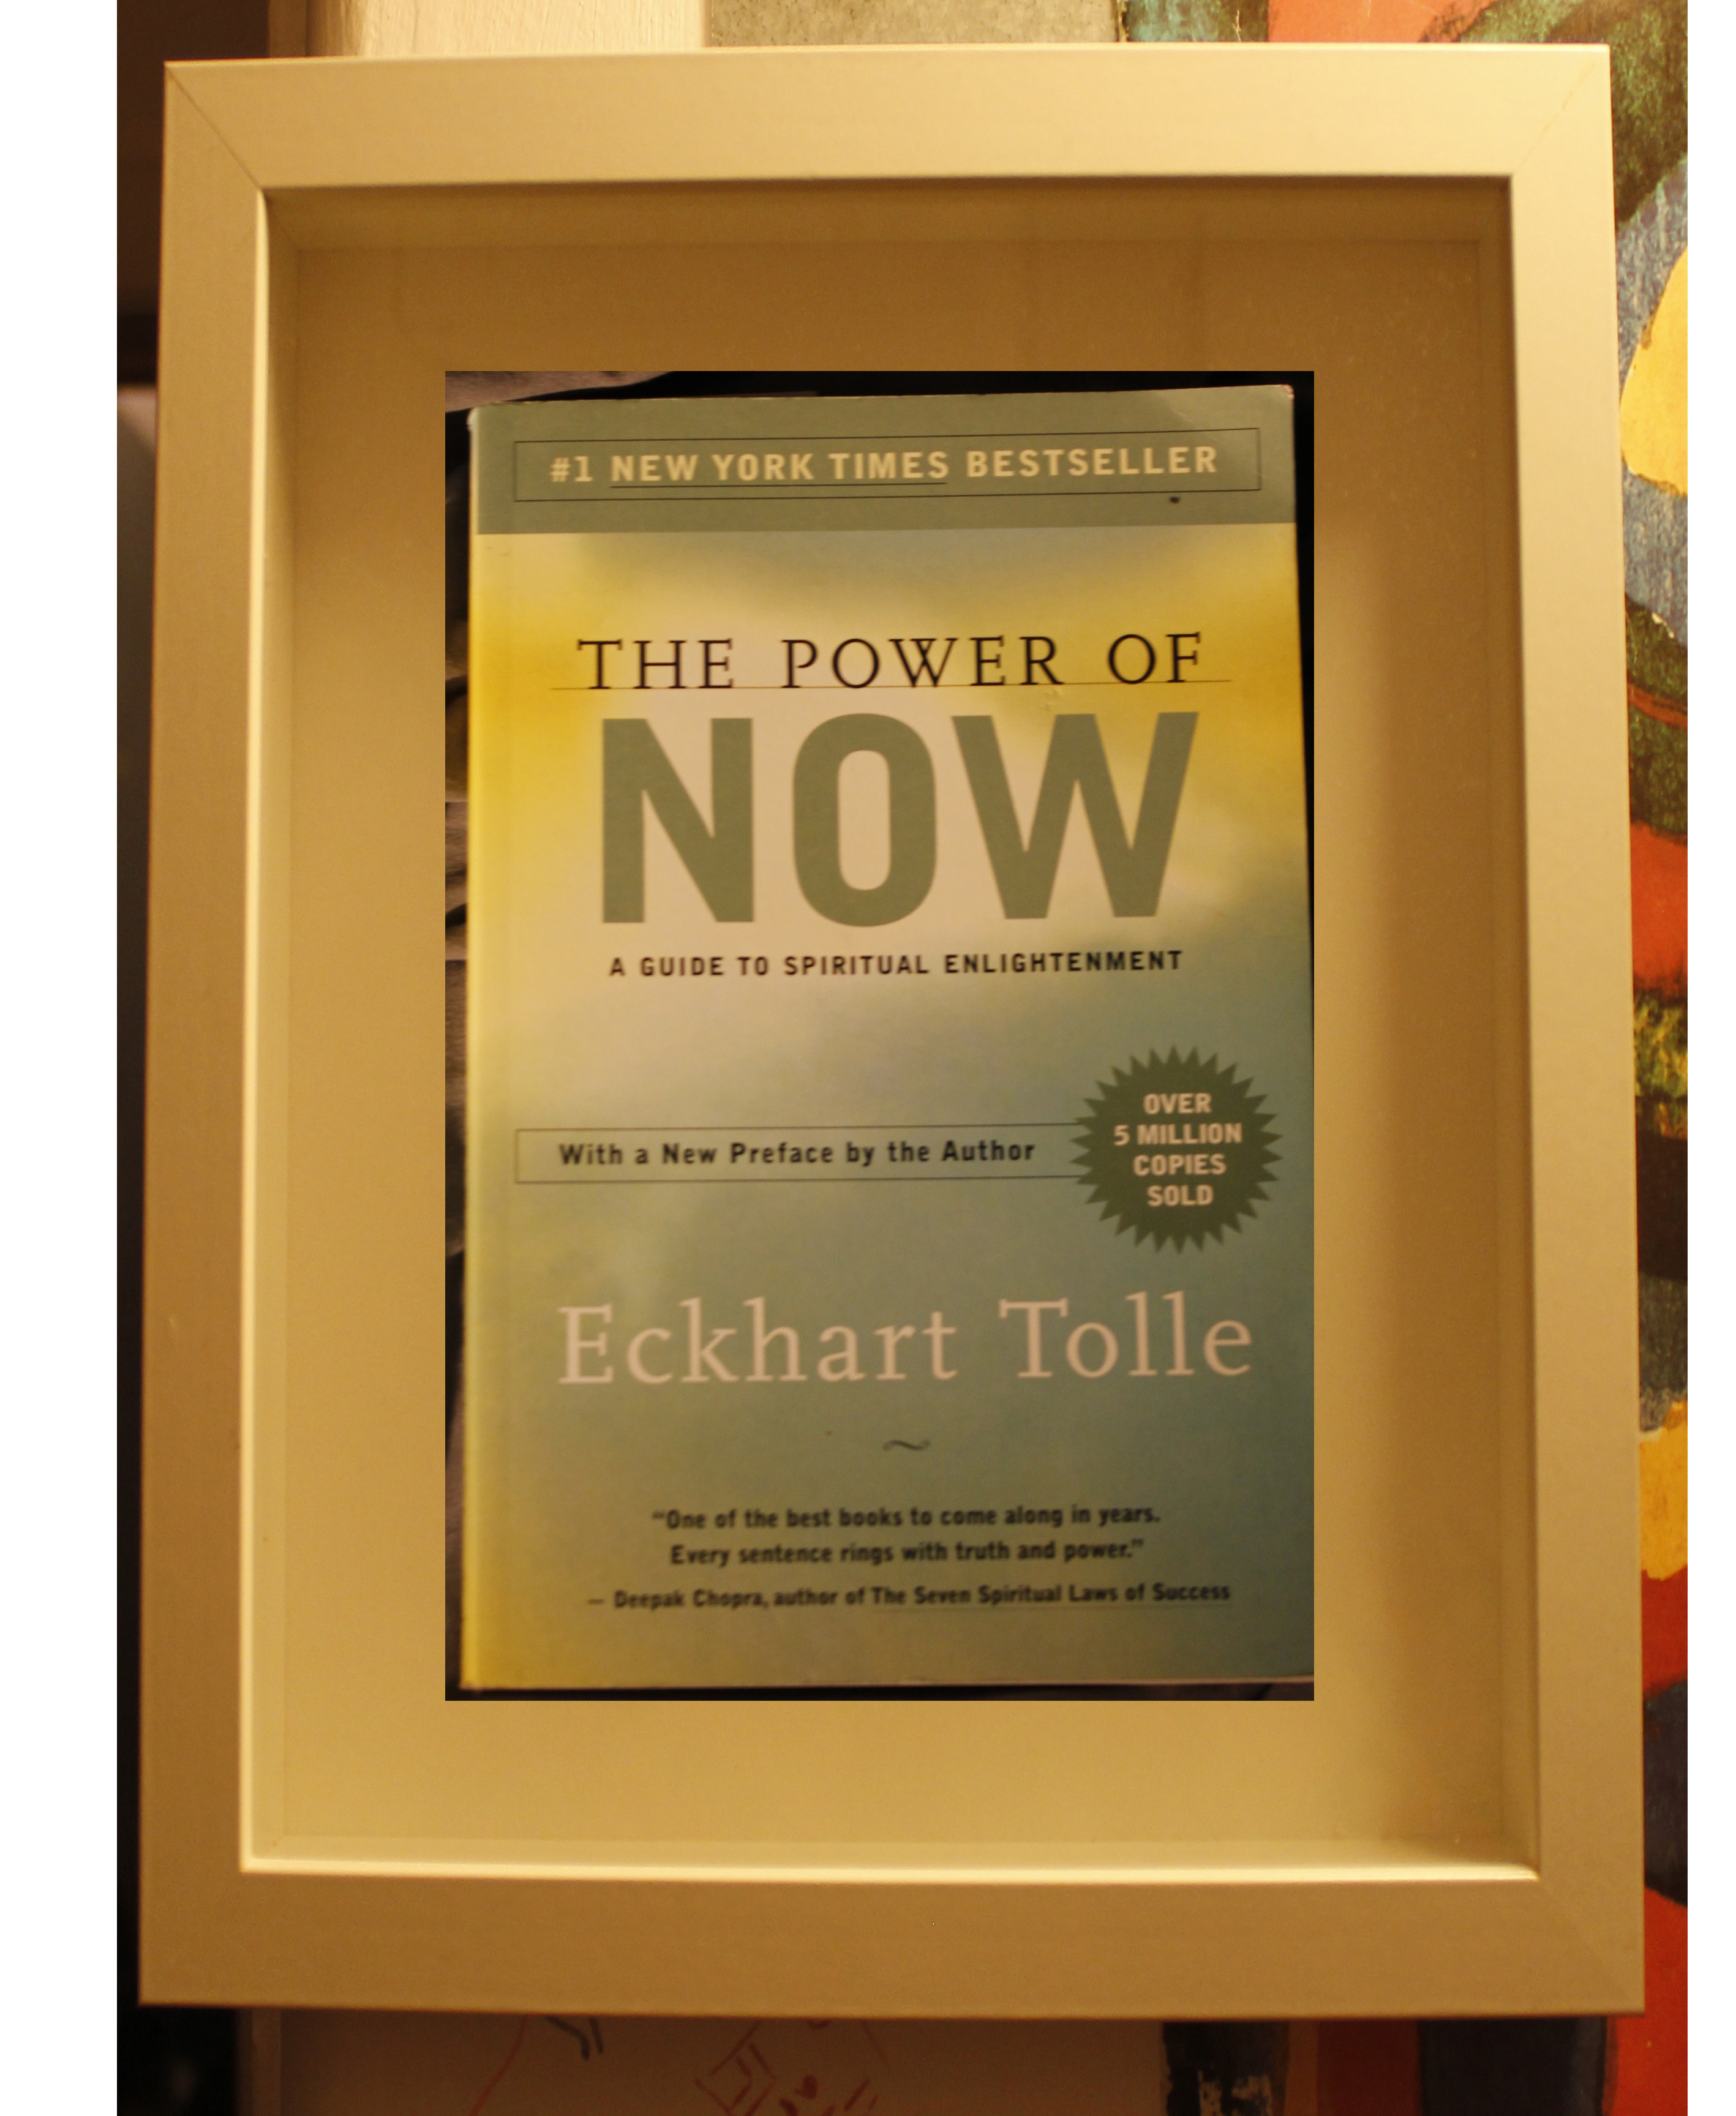 #1 NEW YORK TIMES BESTSELLER
THE POWER OF
NOW
A GUIDE TO SPIRITUAL ENLIGHTENMENT
OVER
5 MILLION
COPIES
SOLD
With a New Preface by the Author
Eckhart Tolle
~
“One of the best books to come along in years.
Every sentence rings with truth and power.”
— Deepak Chopra, author of The Seven Spiritual Laws of Success